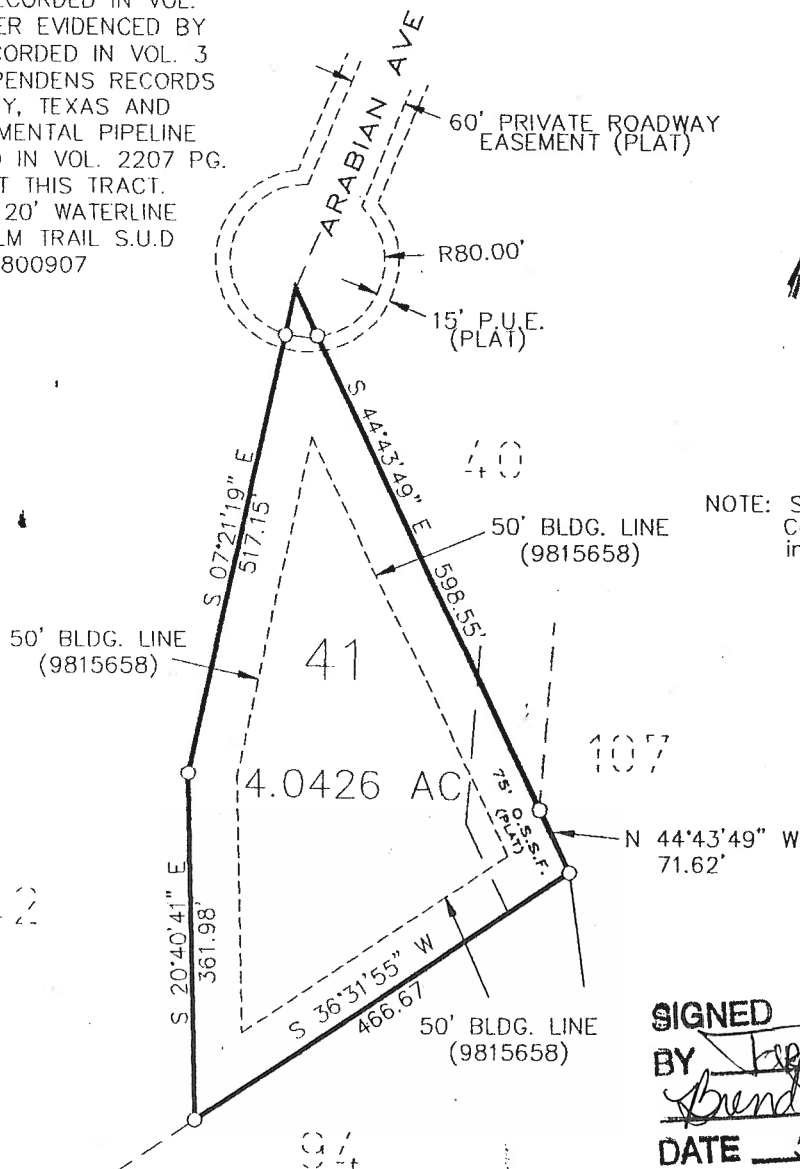 RECORDED IN VOL.
ER EVIDENCED BY
CORDED IN VOL. 3
PENDENS RECORDS
Y, TEXAS AND
MENTAL PIPELINE
D IN VOL. 2207 PG.
T THIS TRACT.
20' WATERLINE
LM TRAIL S.U.D
800907
ARABIAN AVE
60' PRIVATE ROADWAY
EASEMENT (PLAT)
R80.00'
15' P.U.E.
(PLAT)
S 44°43'49" E 598.55'
40
S 07°21'19" E
517.15'
50' BLDG. LINE
(9815658)
NOTE: S
C
in
50' BLDG. LINE
(9815658)
41
4.0426 AC
107
75' O.S.S.F.
(PLAT)
N 44°43'49" W
71.62'
2
S 20°40'41" E
361.98'
S 36°31'55" W
466.67
50' BLDG. LINE
(9815658)
94
SIGNED
BY
DATE